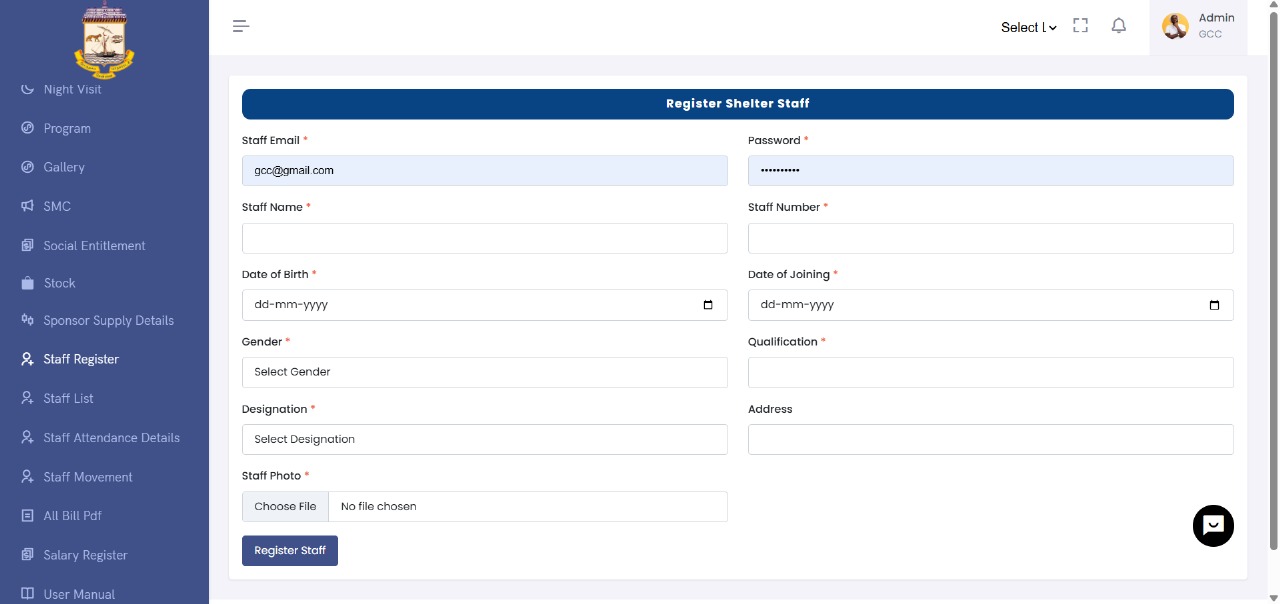 Select L
Admin
GCC
Night Visit
Program
Gallery
SMC
Social Entitlement
Stock
Sponsor Supply Details
Staff Register
Staff List
Staff Attendance Details
Staff Movement
All Bill Pdf
Salary Register
User Manual
Register Shelter Staff
Staff Email *
Password *
gcc@gmail.com
••••••••••
Staff Name *
Staff Number *
Date of Birth *
Date of Joining *
dd-mm-yyyy
dd-mm-yyyy
Gender *
Qualification *
Select Gender
Designation *
Address
Select Designation
Staff Photo *
Choose File No file chosen
Register Staff